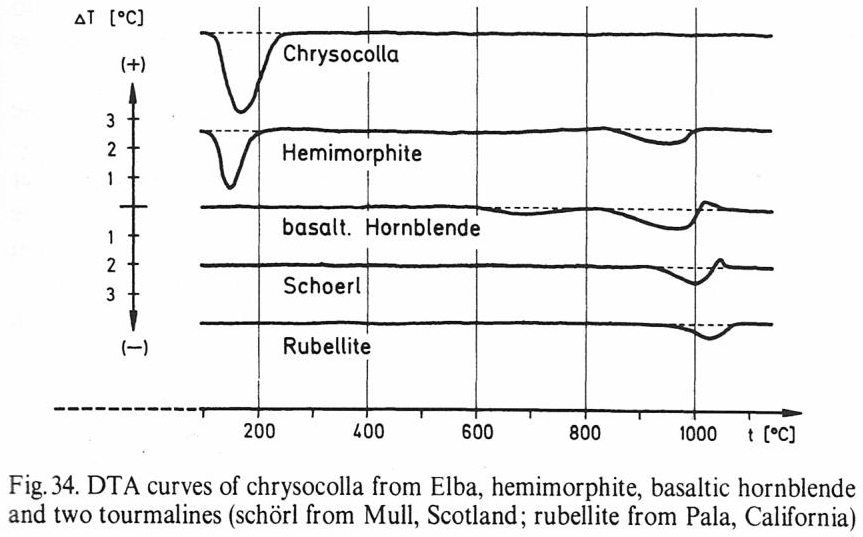 ΔT [°C]
(+)
3
2
1
1
2
3
(−)
Chrysocolla
Hemimorphite
basalt. Hornblende
Schoerl
Rubellite
200 400 600 800 1000 t [°C]
Fig. 34. DTA curves of chrysocolla from Elba, hemimorphite, basaltic hornblende
and two tourmalines (schörl from Mull, Scotland; rubellite from Pala, California)